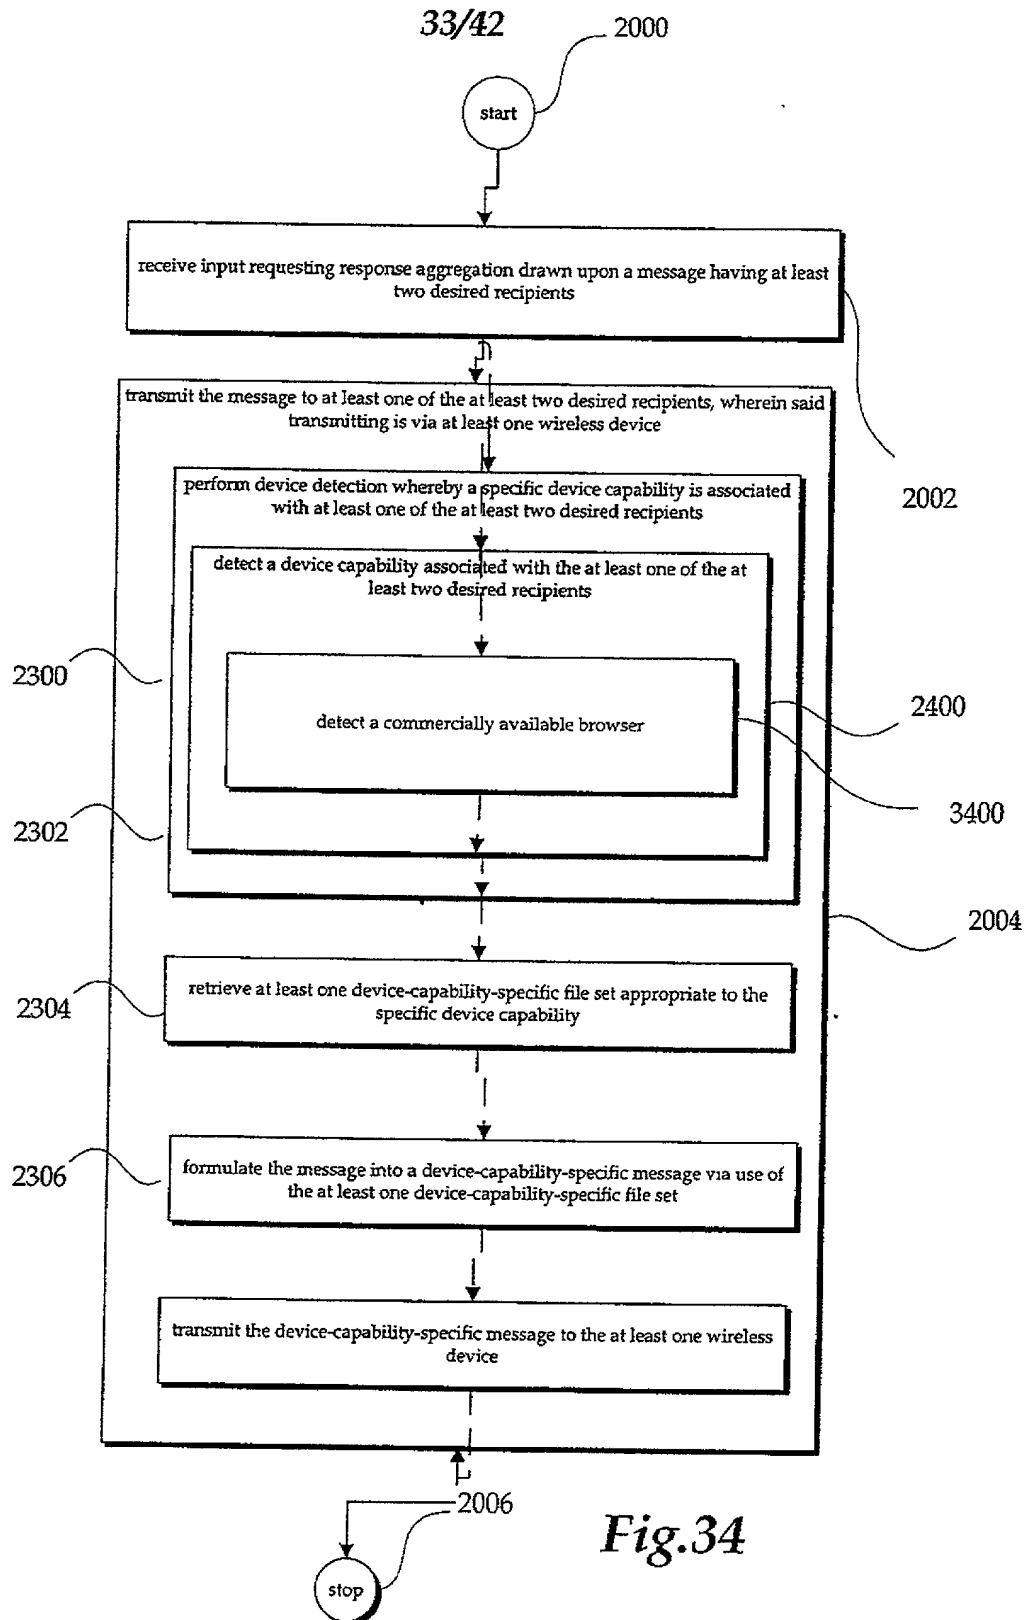 33/42
2000
start
receive input requesting response aggregation drawn upon a message having at least
two desired recipients
transmit the message to at least one of the at least two desired recipients, wherein said
transmitting is via at least one wireless device
2002
perform device detection whereby a specific device capability is associated
with at least one of the at least two desired recipients
detect a device capability associated with the at least one of the at
least two desired recipients
2300
2400
detect a commercially available browser
3400
2302
2004
2304
retrieve at least one device-capability-specific file set appropriate to the
specific device capability
2306
formulate the message into a device-capability-specific message via use of
the at least one device-capability-specific file set
transmit the device-capability-specific message to the at least one wireless
device
2006
Fig.34
stop